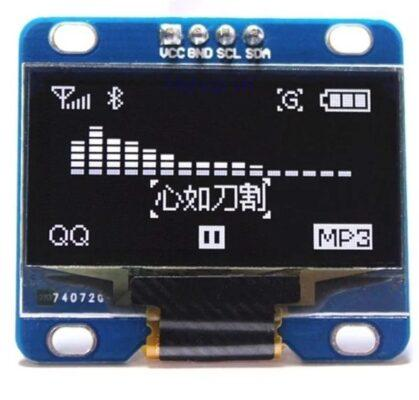 VCC GND SCL SDA
G
心如刀割
QQ
MP3
740720